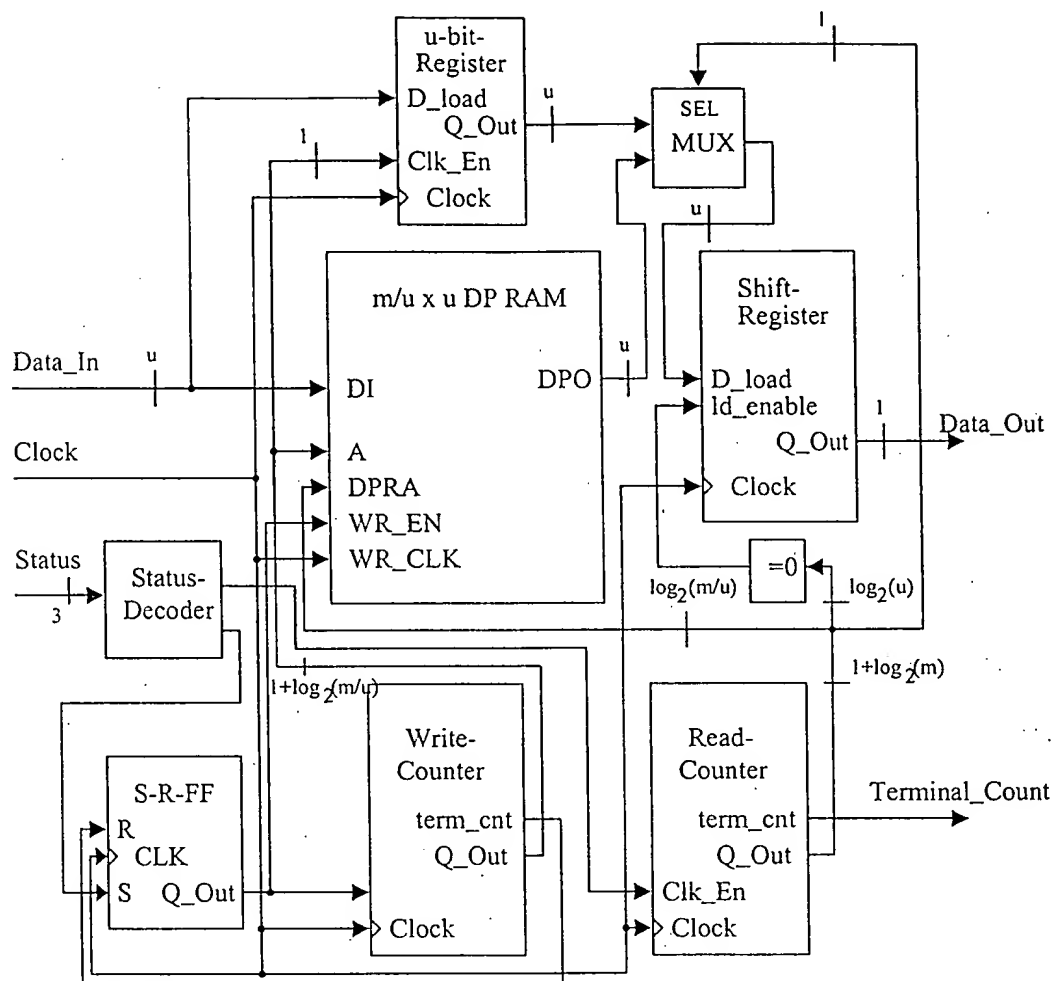 1
u-bit-
Register
D_load
u
SEL
Q_Out
MUX
1
Clk_En
Clock
u
m/u x u DP RAM
Shift-
Register
Data_In
u
u
DI
DPO
D_load
ld_enable
1
Data_Out
Q_Out
Clock
A
DPRA
Clock
WR_EN
WR_CLK
Status
3
Status-
Decoder
=0
log2(m/u)
log2(u)
1+log2(m/u)
1+log2(m)
Write-
Counter
Read-
Counter
S-R-FF
term_cnt
term_cnt
Terminal_Count
R
CLK
Q_Out
Q_Out
S
Q_Out
Clk_En
Clock
Clock